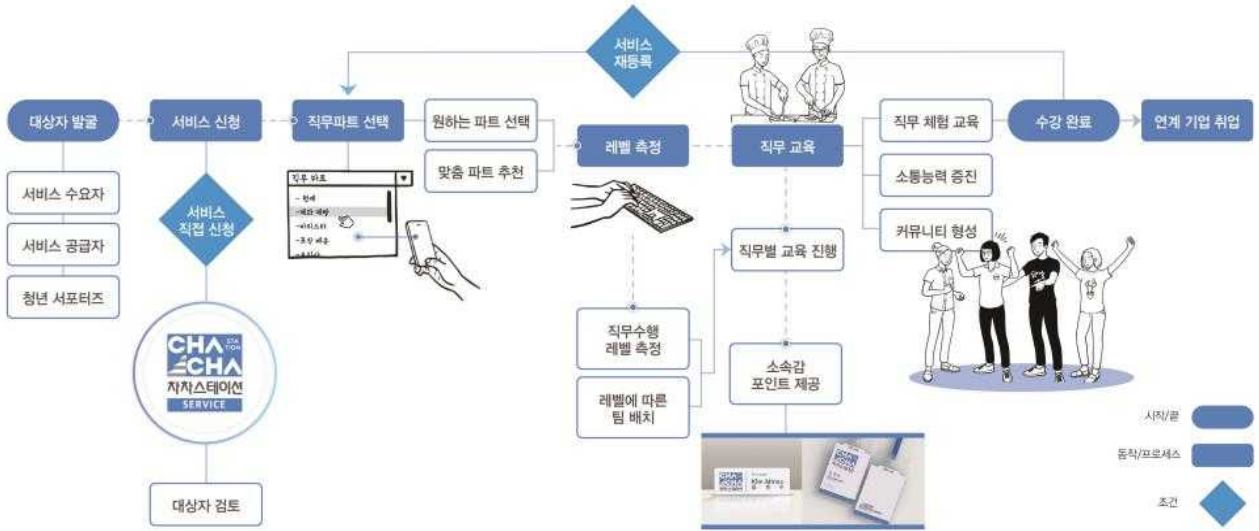 서비스
재등록
대상자 발굴
서비스 신청
직무파트 선택
원하는 파트 선택
맞춤 파트 추천
레벨 측정
직무 교육
직무 체험 교육
소통능력 증진
커뮤니티 형성
수강 완료
연계 기업 취업
서비스 수요자
서비스 공급자
청년 서포터즈
서비스
직접 신청
직무 파트
CHA STA
TION
CHA
차차스테이션
SERVICE
대상자 검토
직무수행
레벨 측정
레벨에 따른
팀 배치
직무별 교육 진행
소속감
포인트 제공
CHA
CHA
시작/끝
동작/프로세스
조건